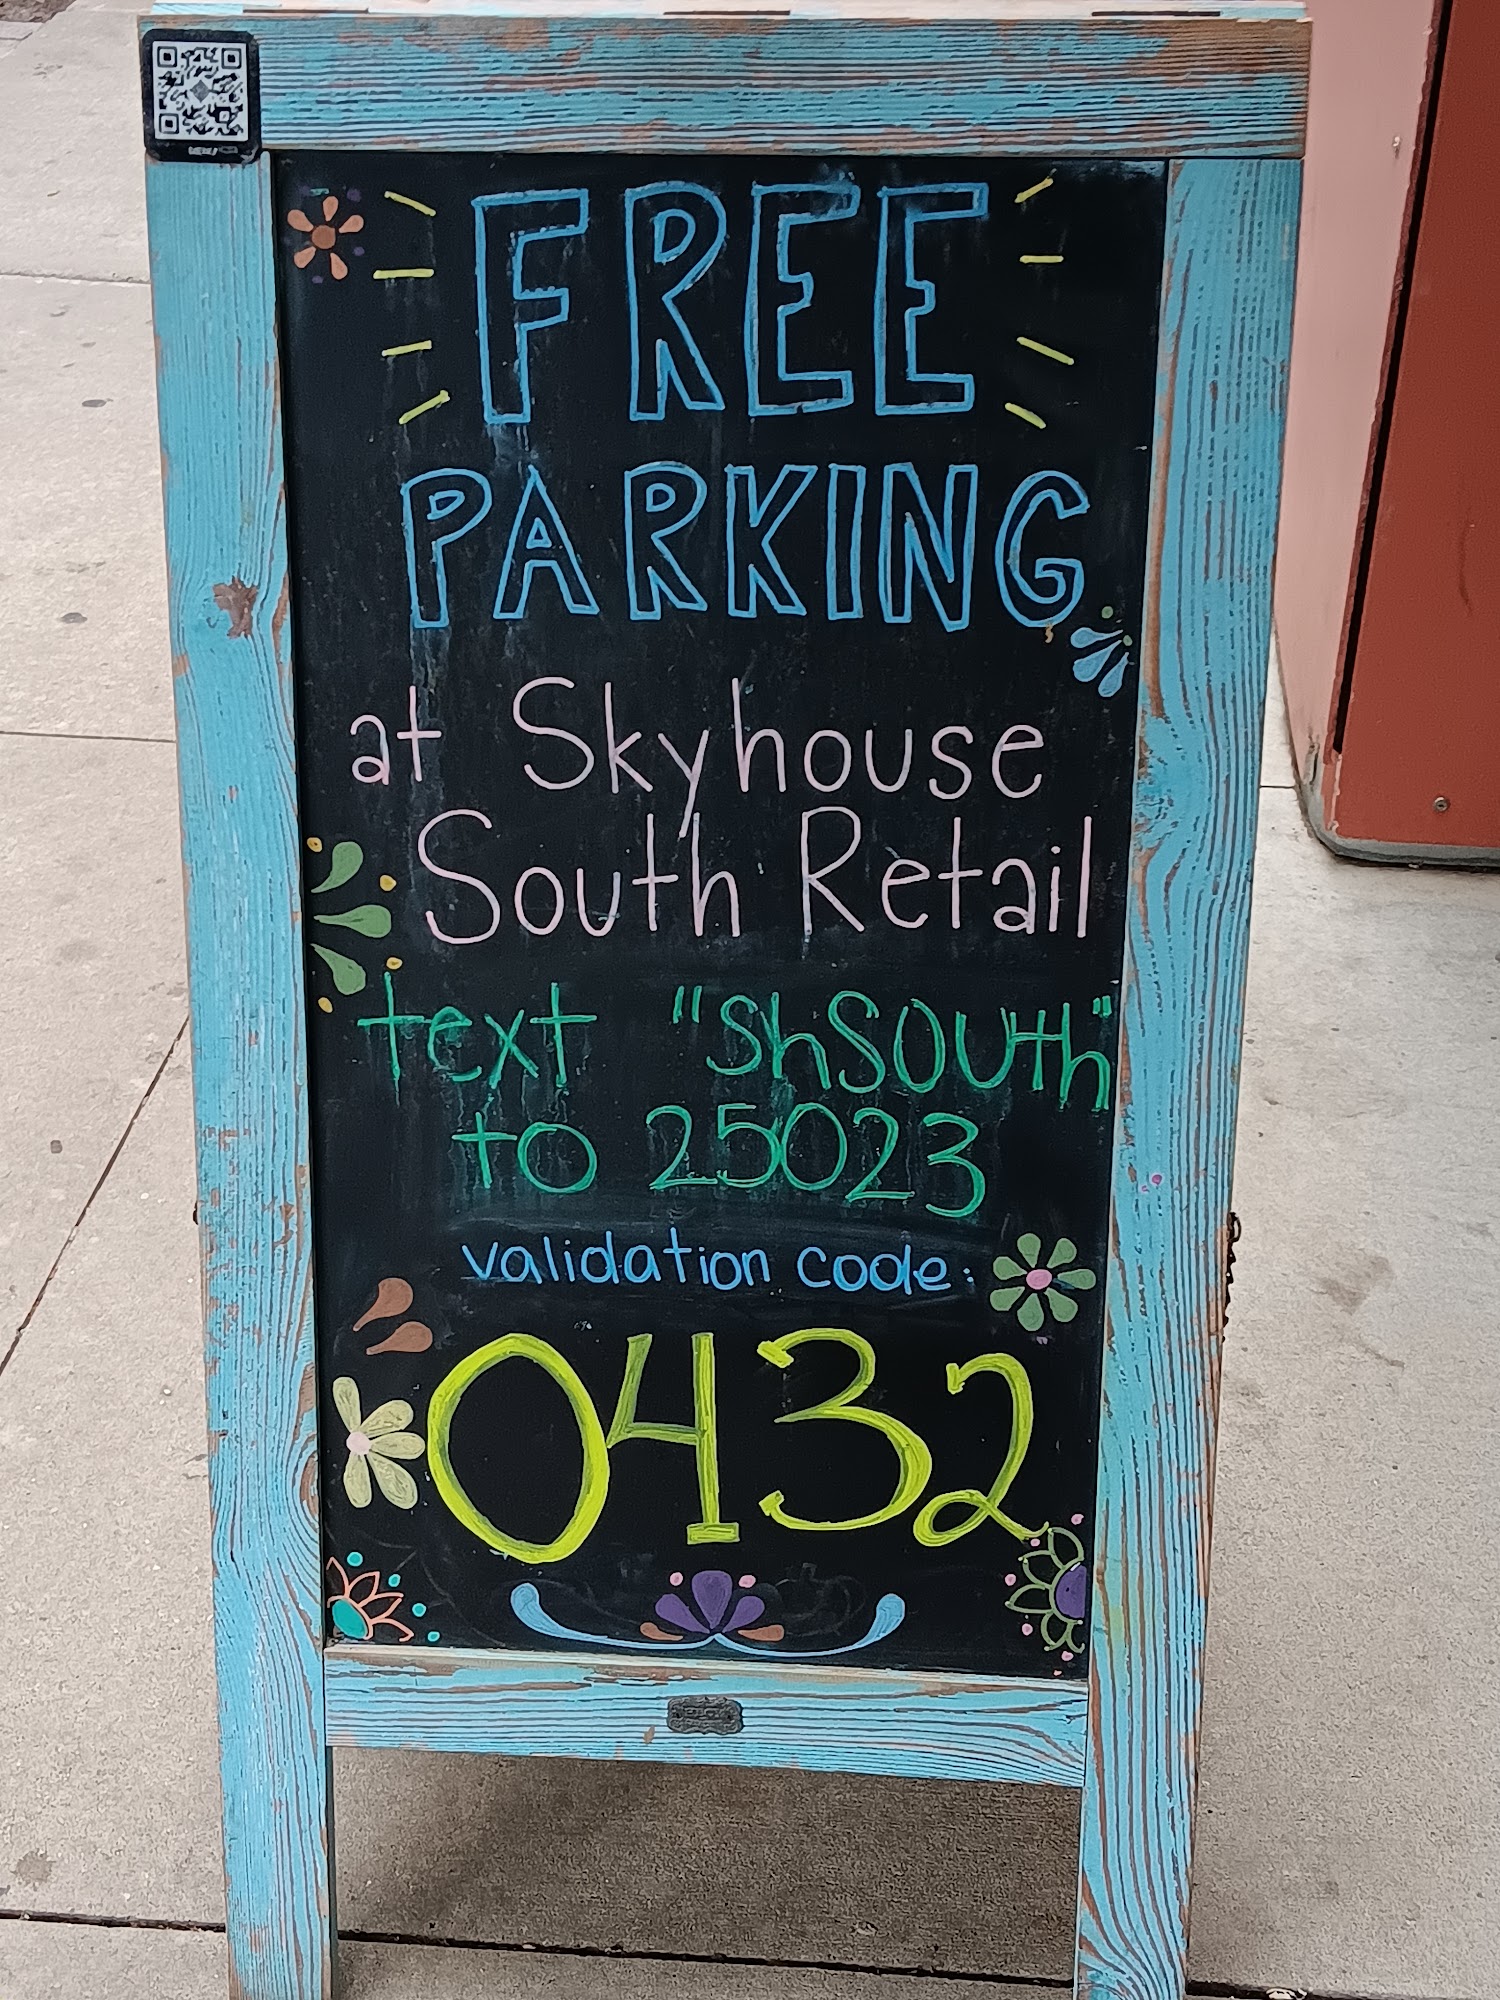 FREE
PARKING
at Skyhouse
South Retail
text "shsouth"
to 25023
validation code:
0432